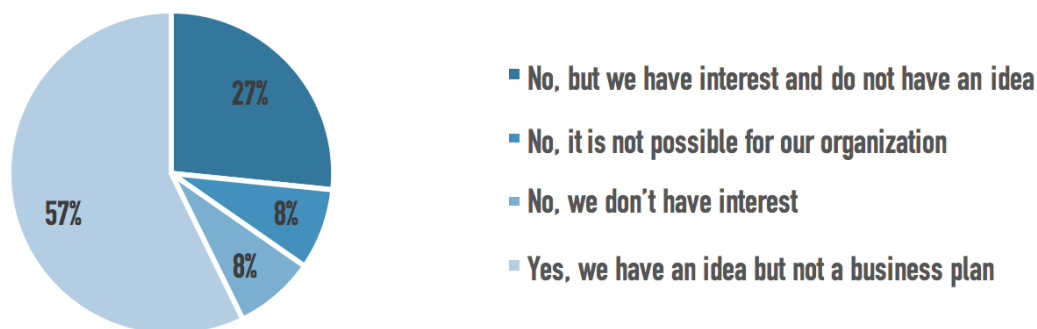 27%
8%
8%
57%
No, but we have interest and do not have an idea
No, it is not possible for our organization
No, we don't have interest
Yes, we have an idea but not a business plan